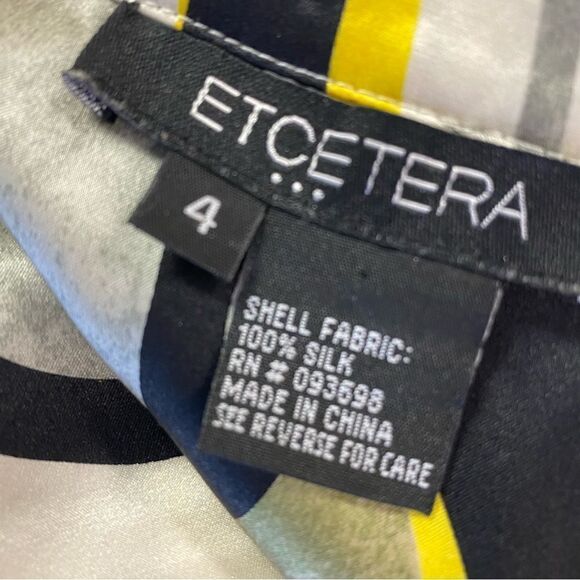 ETCETERA
...
4
SHELL FABRIC:
100% SILK
RN # 093698
MADE IN CHINA
SEE REVERSE FOR CARE